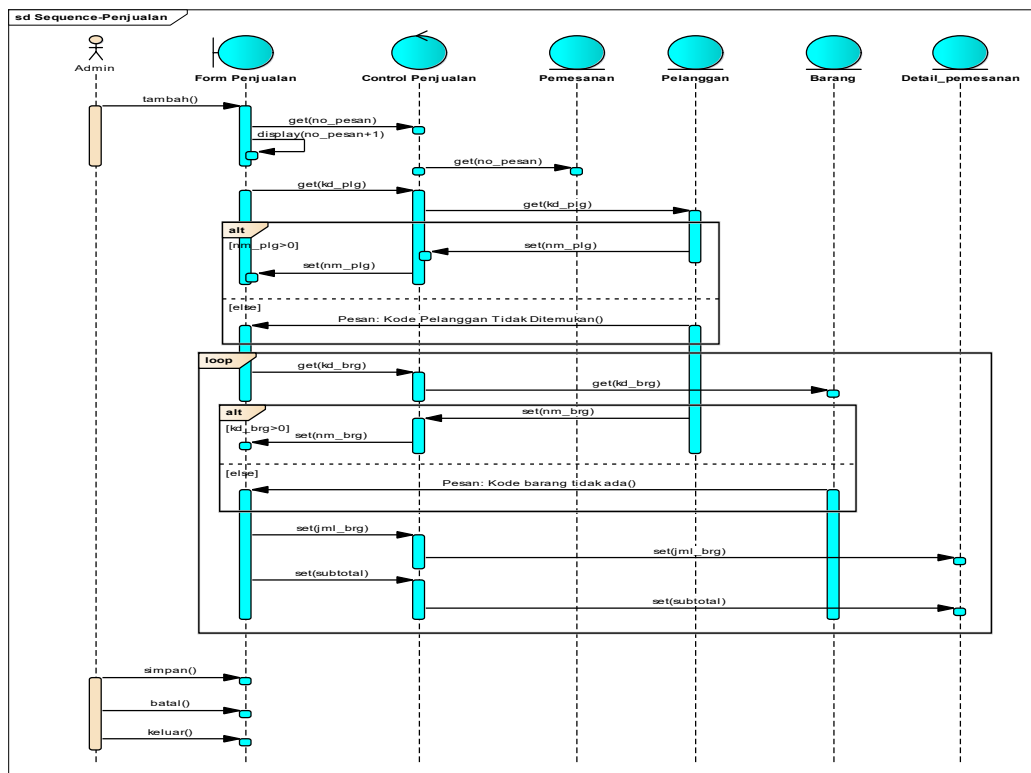 sd Sequence-Penjualan
Admin
Form Penjualan
Control Penjualan
Pemesanan
Pelanggan
Barang
Detail_pemesanan
tambah()
get(no_pesan)
display(no_pesan+1)
get(no_pesan)
get(kd_plg)
get(kd_plg)
alt
[nm_plg>0]
set(nm_plg)
set(nm_plg)
[else]
Pesan: Kode Pelanggan Tidak Ditemukan()
loop
get(kd_brg)
get(kd_brg)
alt
set(nm_brg)
[kd_brg>0]
set(nm_brg)
[else]
Pesan: Kode barang tidak ada()
set(jml_brg)
set(jml_brg)
set(subtotal)
set(subtotal)
simpan()
batal()
keluar()